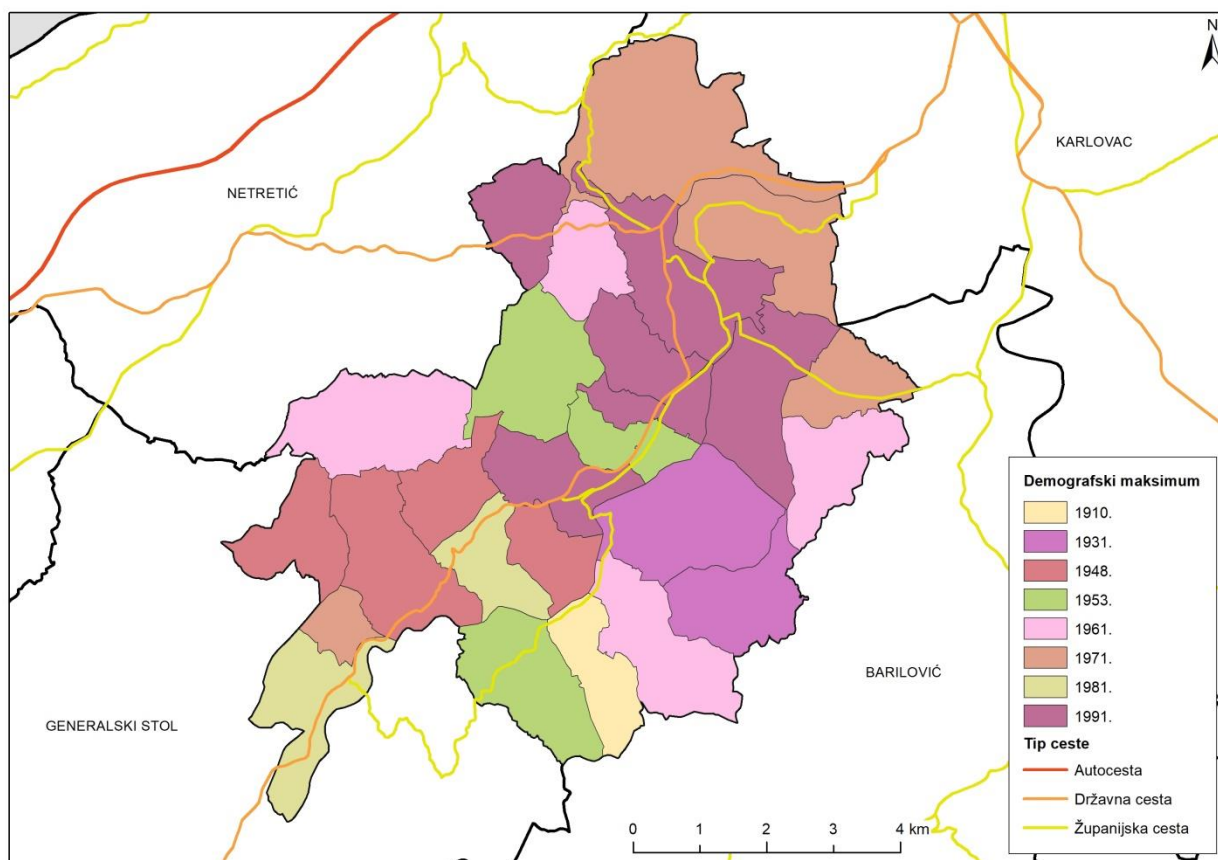 N
KARLOVAC
NETRETIĆ
BARILOVIĆ
GENERALSKI STOL
Demografski maksimum
1910.
1931.
1948.
1953.
1961.
1971.
1981.
1991.
Tip ceste
Autocesta
Državna cesta
Županijska cesta
0 1 2 3 4 km